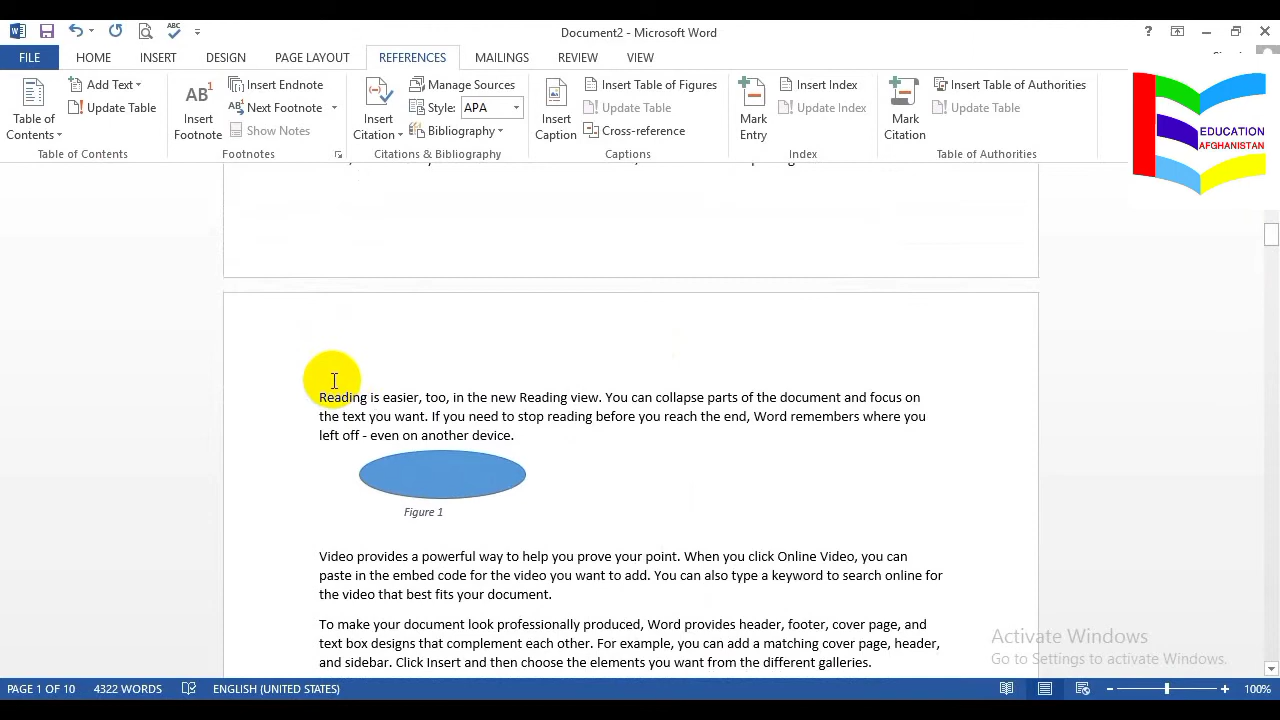 Document2 - Microsoft Word
FILE HOME INSERT DESIGN PAGE LAYOUT REFERENCES MAILINGS REVIEW VIEW
Table of Contents
Add Text
Update Table
Table of Contents
AB1
Insert Footnote
Insert Endnote
Next Footnote
Show Notes
Footnotes
Insert Citation
Manage Sources
Style: APA
Bibliography
Citations & Bibliography
Insert Caption
Insert Table of Figures
Update Table
Cross-reference
Captions
Mark Entry
Insert Index
Update Index
Index
Mark Citation
Insert Table of Authorities
Update Table
Table of Authorities
EDUCATION
AFGHANISTAN
Reading is easier, too, in the new Reading view. You can collapse parts of the document and focus on
the text you want. If you need to stop reading before you reach the end, Word remembers where you
left off - even on another device.
Figure 1
Video provides a powerful way to help you prove your point. When you click Online Video, you can
paste in the embed code for the video you want to add. You can also type a keyword to search online for
the video that best fits your document.
To make your document look professionally produced, Word provides header, footer, cover page, and
text box designs that complement each other. For example, you can add a matching cover page, header,
and sidebar. Click Insert and then choose the elements you want from the different galleries.
Activate Windows
Go to Settings to activate Windows.
PAGE 1 OF 10 4322 WORDS ENGLISH (UNITED STATES) 100%